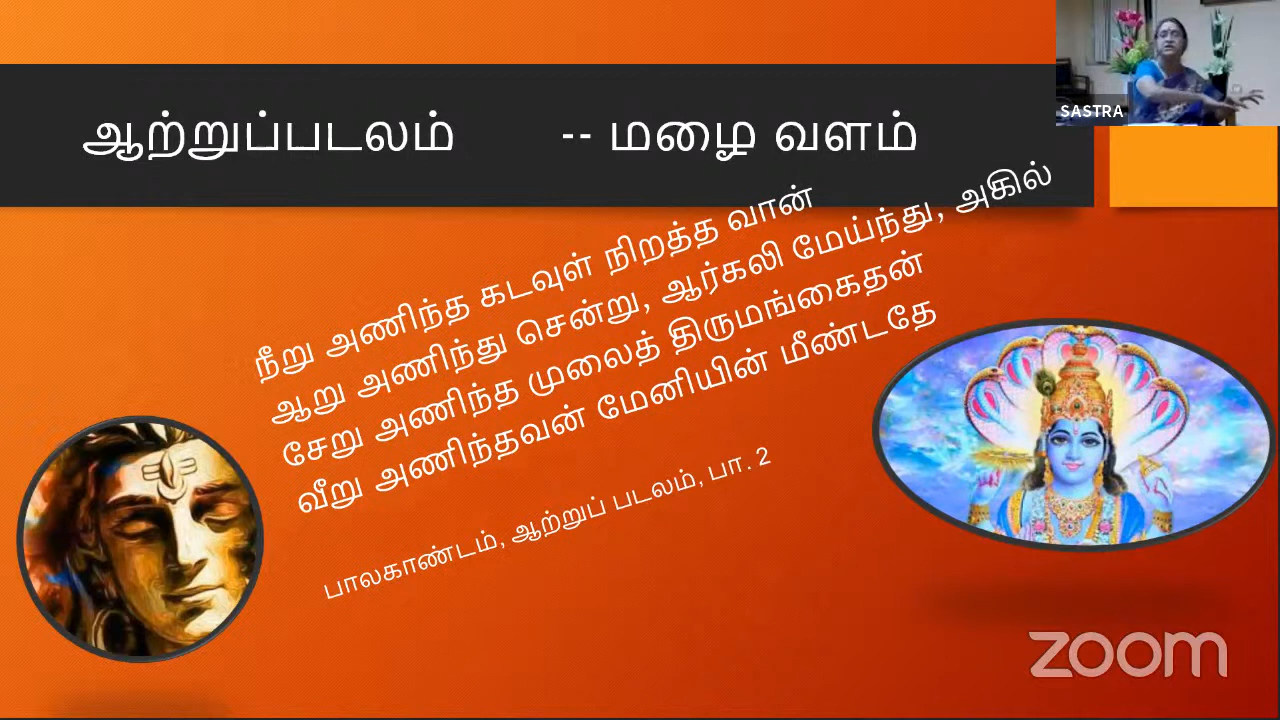 SASTRA
ஆற்றுப்படலம் -- மழை வளம்
நீறு அணிந்த கடவுள் நிறத்த வான்
ஆறு அணிந்து சென்று, ஆர்கலி மேய்ந்து, அகில்
சேறு அணிந்த முலைத் திருமங்கைதன்
வீறு அணிந்தவன் மேனியின் மீண்டதே
பாலகாண்டம், ஆற்றுப் படலம், பா. 2
zoom